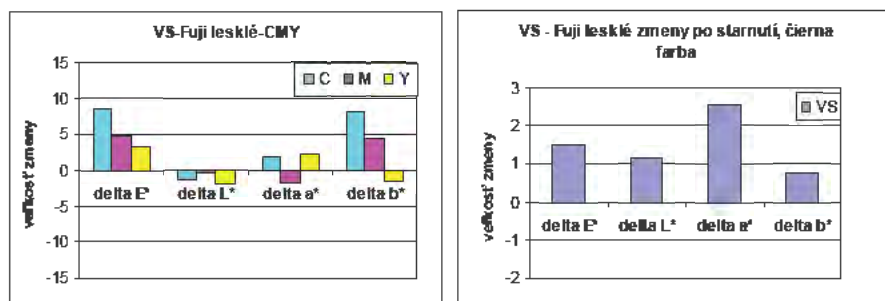 VS-Fuji lesklé-CMY
C M Y
veľkosť zmeny
15
10
5
0
-5
-10
-15
delta E*
delta L*
delta a*
delta b*
VS - Fuji lesklé zmeny po starnutí, čierna
farba
VS
veľkosť zmeny
3
2
1
0
-1
-2
delta E*
delta L*
delta a*
delta b*